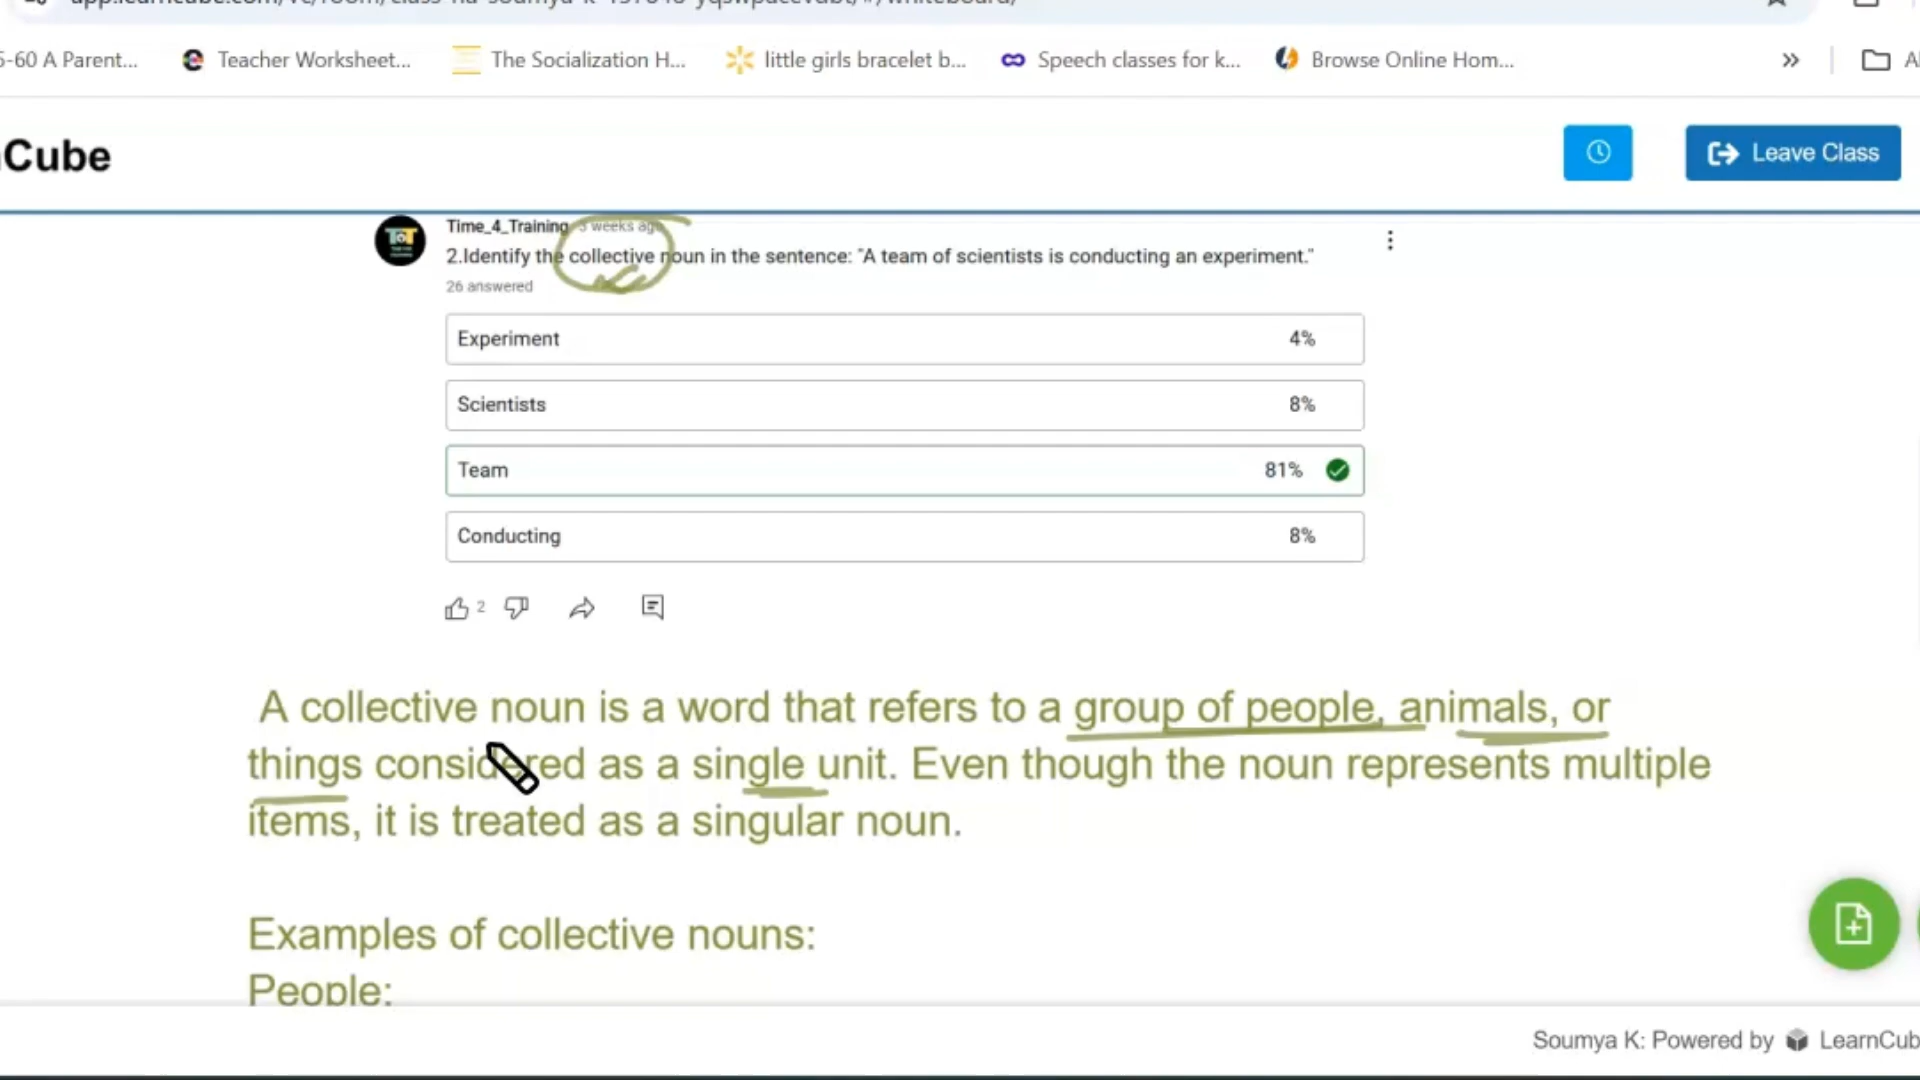 5-60 A Parent... Teacher Worksheet... The Socialization H... little girls bracelet b... Speech classes for k... Browse Online Hom... »
Cube
Leave Class
Time_4_Training weeks ago
2.Identify the collective noun in the sentence: "A team of scientists is conducting an experiment."
26 answered
Experiment 4%
Scientists 8%
Team 81%
Conducting 8%
2
A collective noun is a word that refers to a group of people, animals, or
things considered as a single unit. Even though the noun represents multiple
items, it is treated as a singular noun.
Examples of collective nouns:
People:
Soumya K: Powered by LearnCub